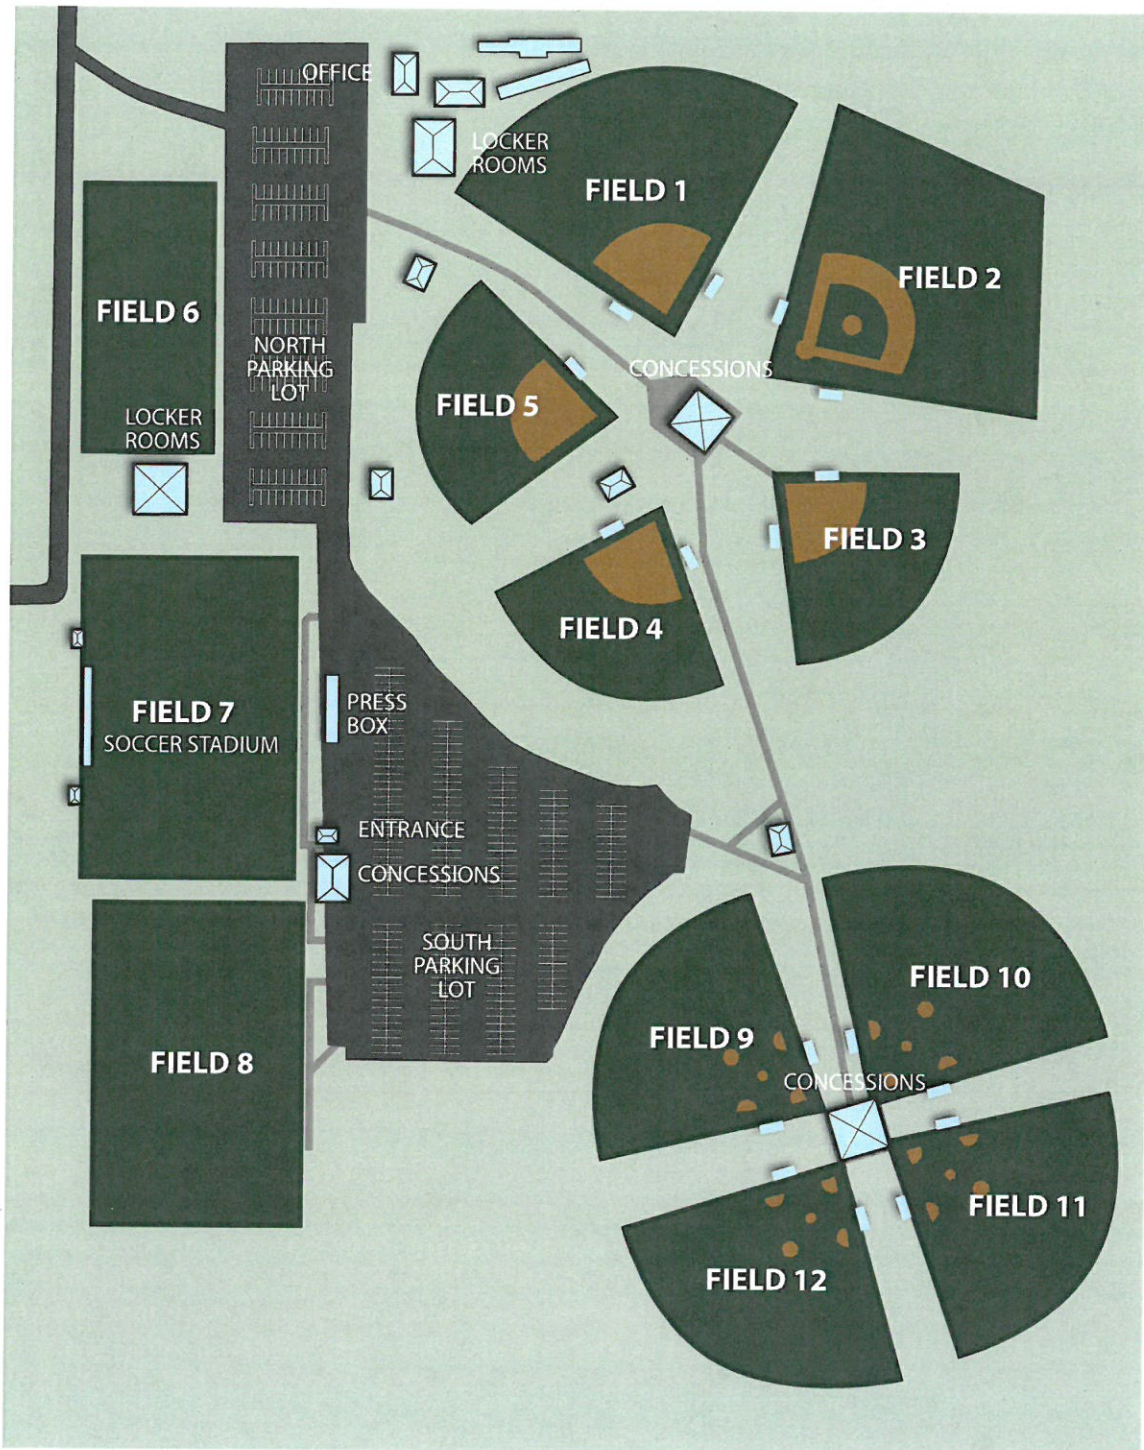 OFFICE
LOCKER
ROOMS
FIELD 1
FIELD 2
FIELD 6
NORTH
PARKING
LOT
CONCESSIONS
FIELD 5
LOCKER
ROOMS
FIELD 3
FIELD 4
FIELD 7
SOCCER STADIUM
PRESS
BOX
ENTRANCE
CONCESSIONS
SOUTH
PARKING
LOT
FIELD 10
FIELD 9
FIELD 8
CONCESSIONS
FIELD 11
FIELD 12